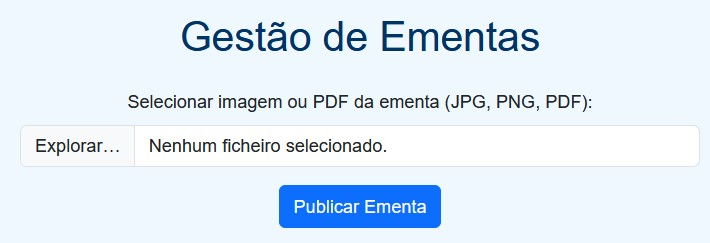 Gestão de Ementas
Selecionar imagem ou PDF da ementa (JPG, PNG, PDF):
Explorar… Nenhum ficheiro selecionado.
Publicar Ementa